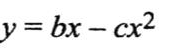 y = bx – cx²